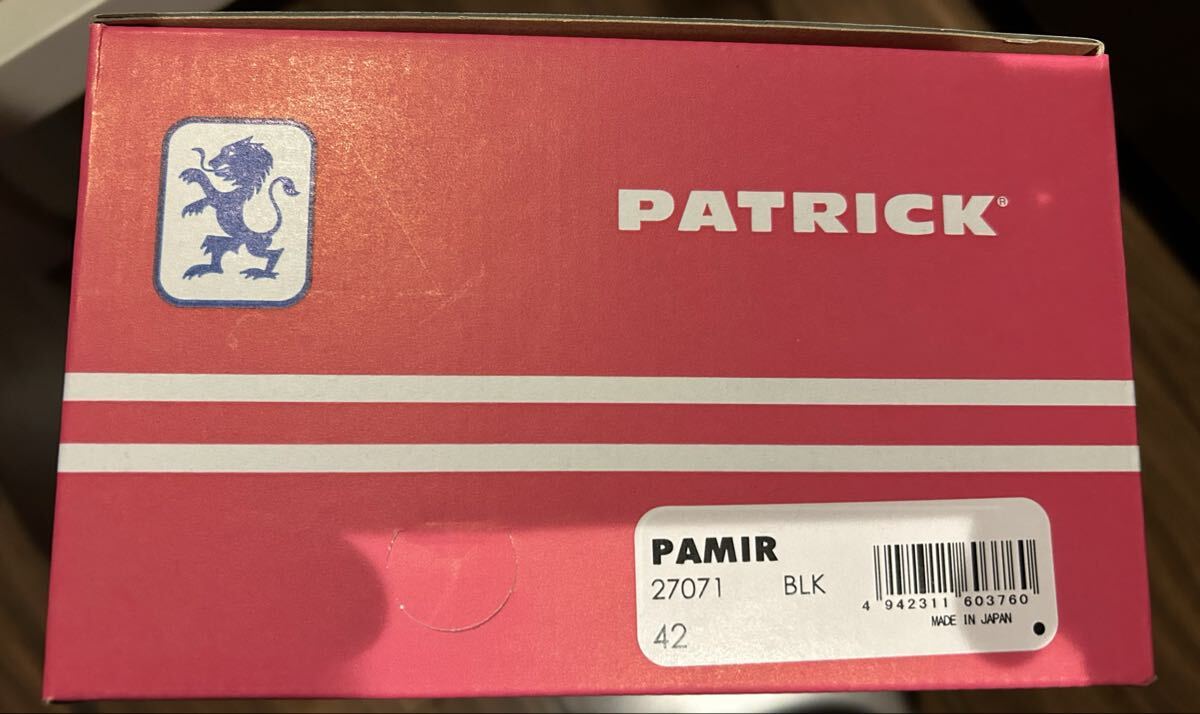 PATRICK®
PAMIR
27071 BLK
42
4 942311 603760
MADE IN JAPAN